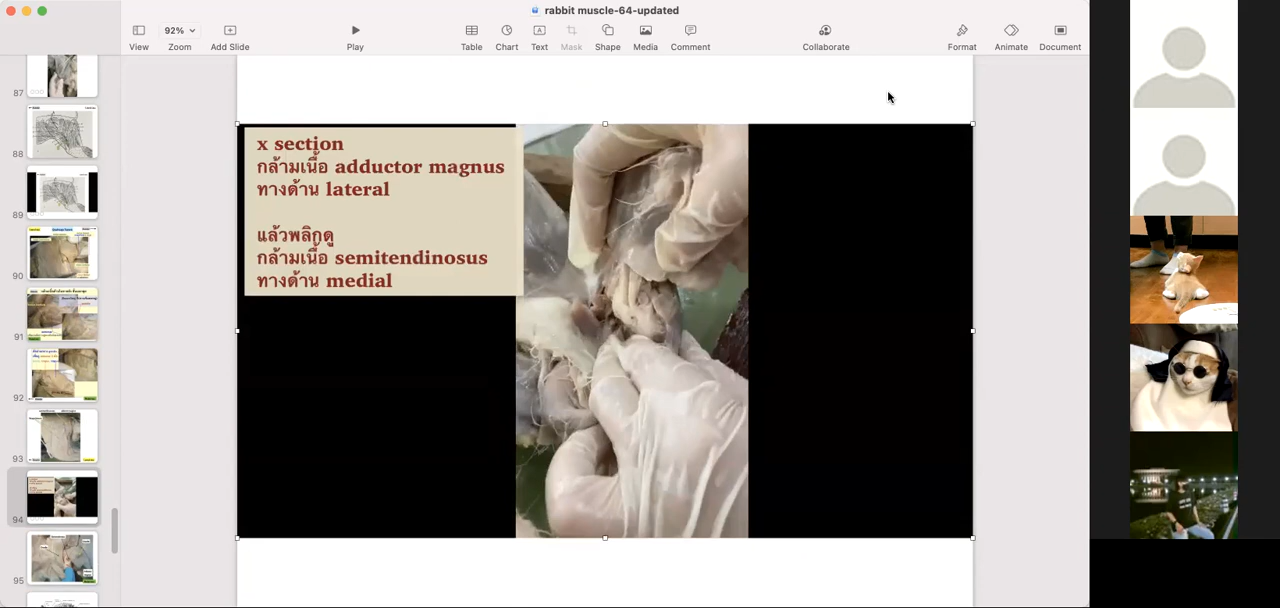 rabbit muscle-64-updated
92%
View
Zoom
Add Slide
Play
Table
Chart
Text
Mask
Shape
Media
Comment
Collaborate
Format
Animate
Document
87
88
89
90
91
92
93
94
95
x section
กล้ามเนื้อ adductor magnus
ทางด้าน lateral
แล้วพลิกดู
กล้ามเนื้อ semitendinosus
ทางด้าน medial